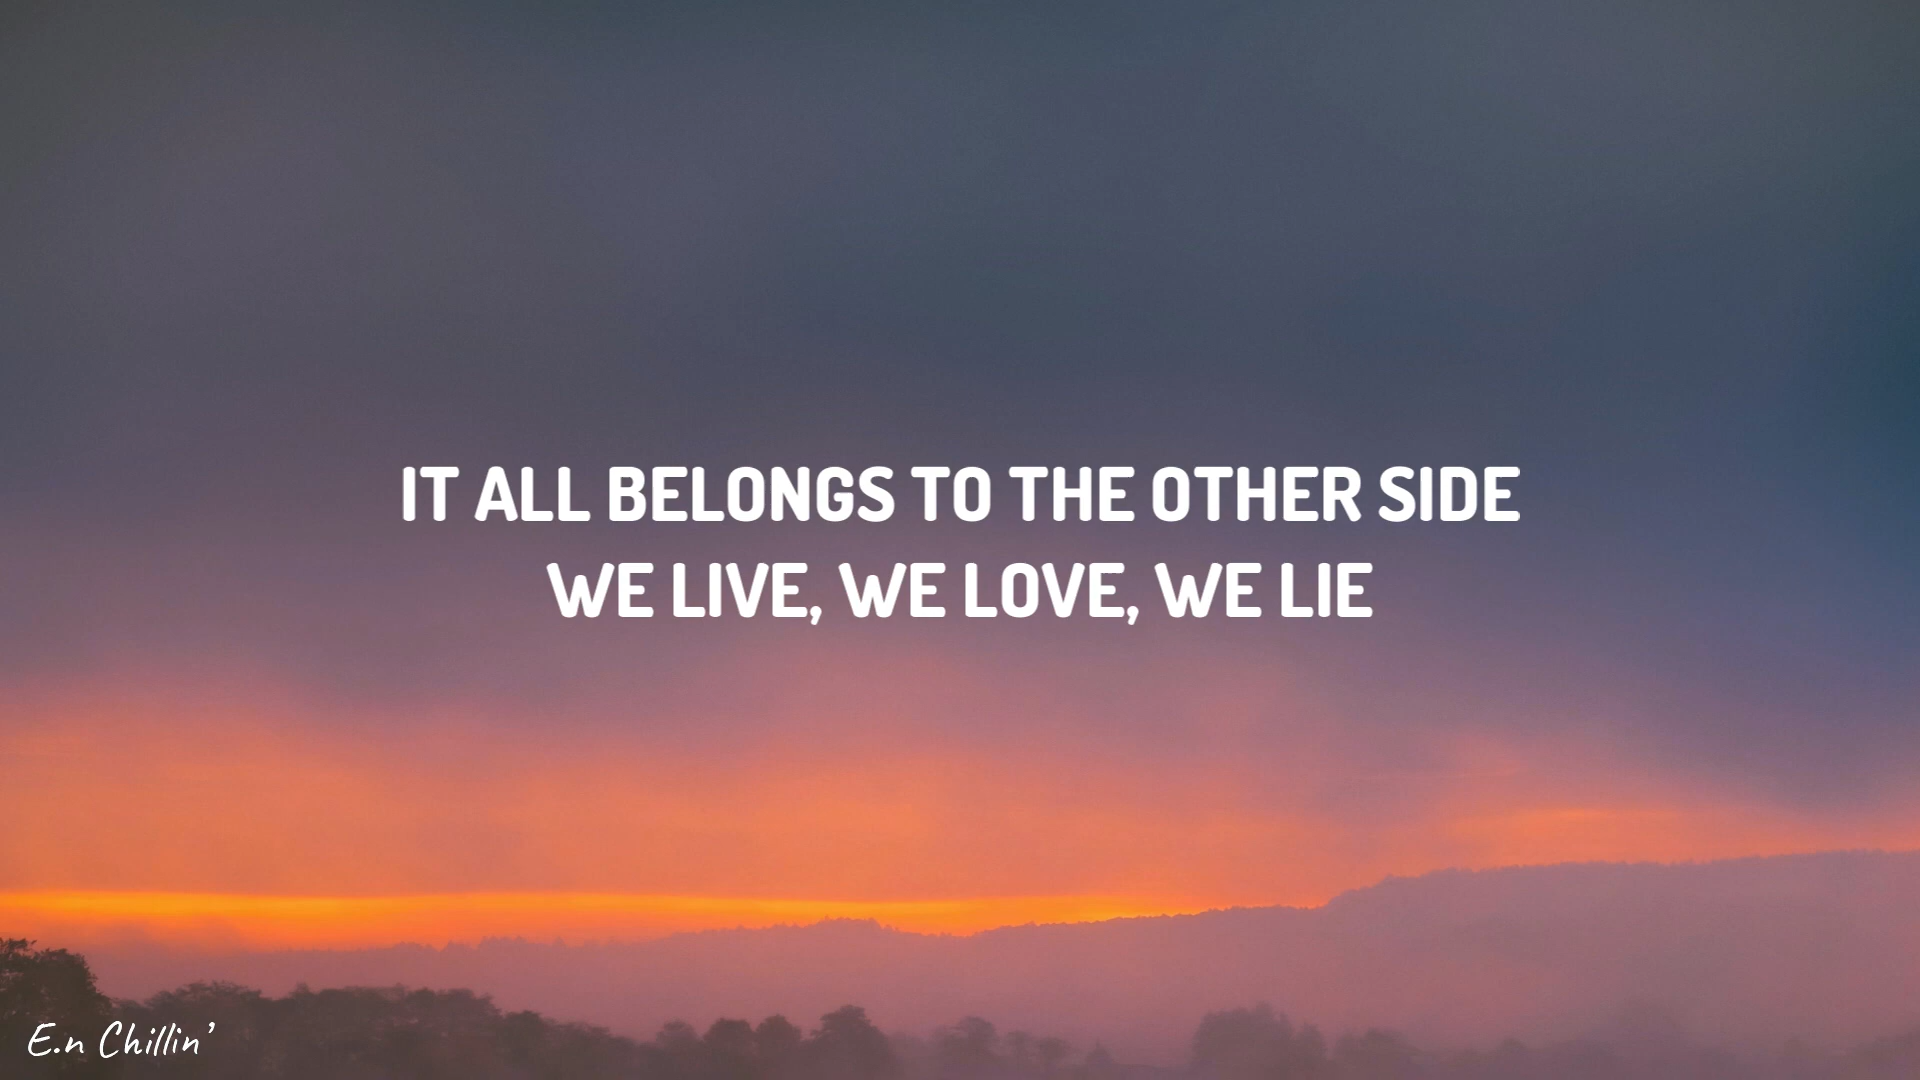 IT ALL BELONGS TO THE OTHER SIDE
WE LIVE, WE LOVE, WE LIE
E.n Chillin'